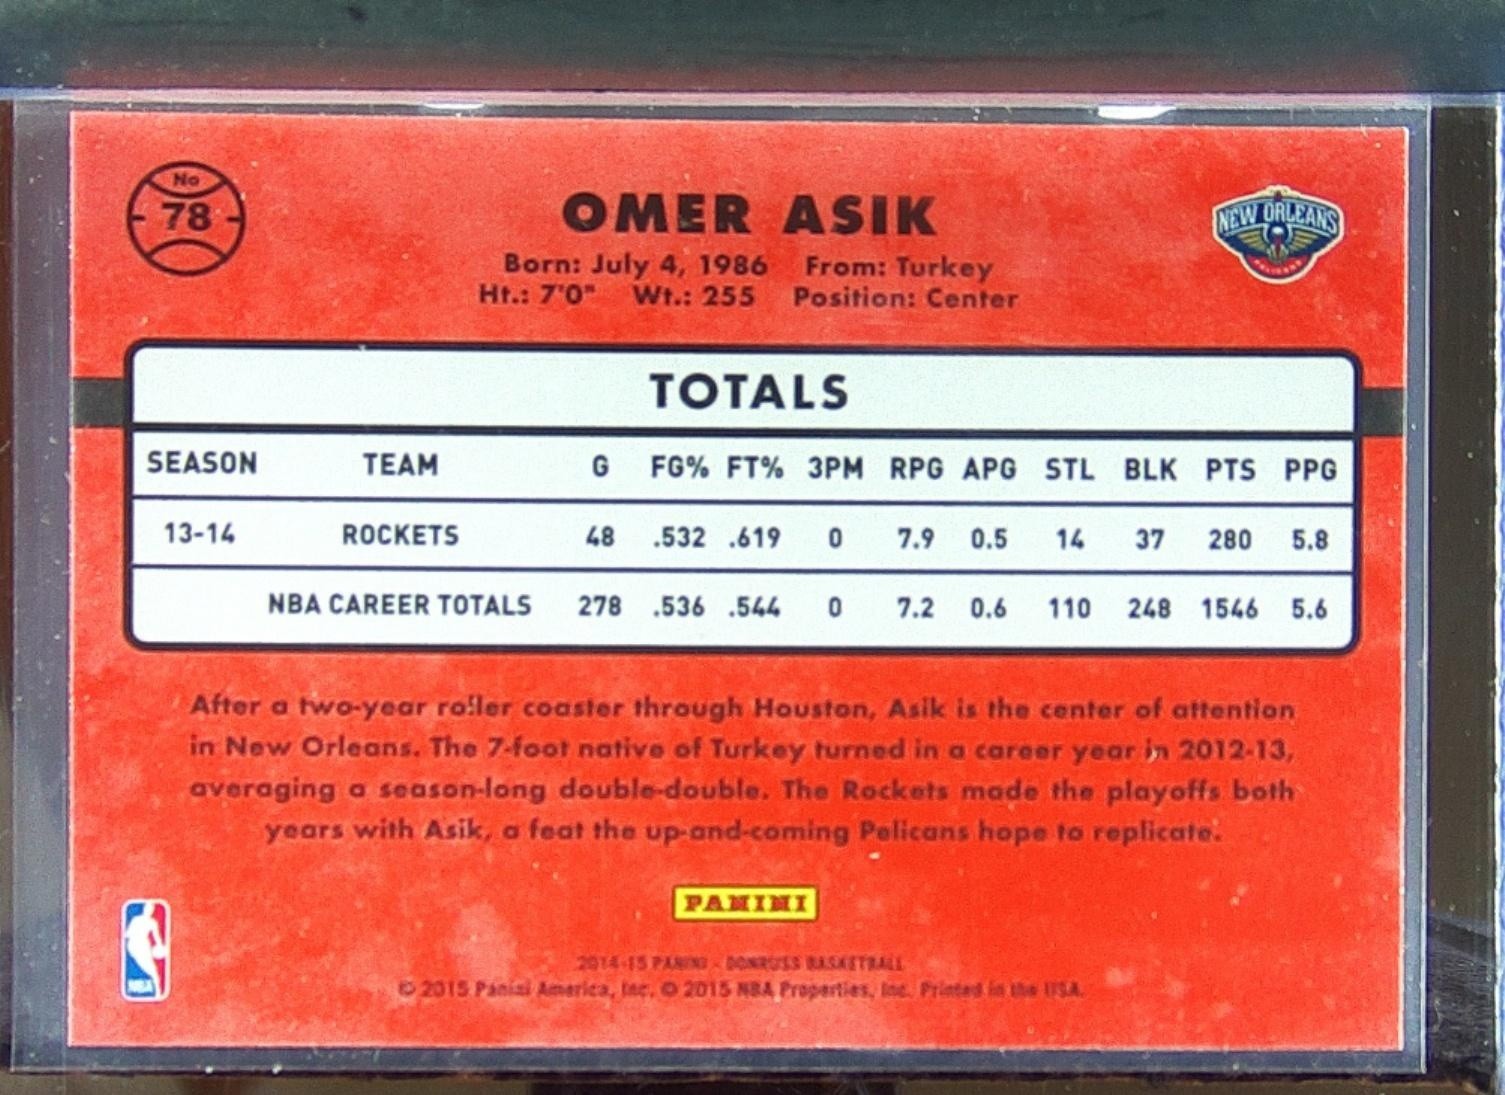 No
78
OMER ASIK
NEW ORLEANS
PELICANS
Born: July 4, 1986 From: Turkey
Ht.: 7'0" Wt.: 255 Position: Center
TOTALS
SEASON TEAM G FG% FT% 3PM RPG APG STL BLK PTS PPG
13-14 ROCKETS 48 .532 .619 0 7.9 0.5 14 37 280 5.8
NBA CAREER TOTALS 278 .536 .544 0 7.2 0.6 110 248 1546 5.6
After a two-year roller coaster through Houston, Asik is the center of attention
in New Orleans. The 7-foot native of Turkey turned in a career year in 2012-13,
averaging a season-long double-double. The Rockets made the playoffs both
years with Asik, a feat the up-and-coming Pelicans hope to replicate.
PANINI
NBA
2014-15 PANINI - DONRUSS BASKETBALL
© 2015 Panini America, Inc. © 2015 NBA Properties, Inc. Printed in the USA.